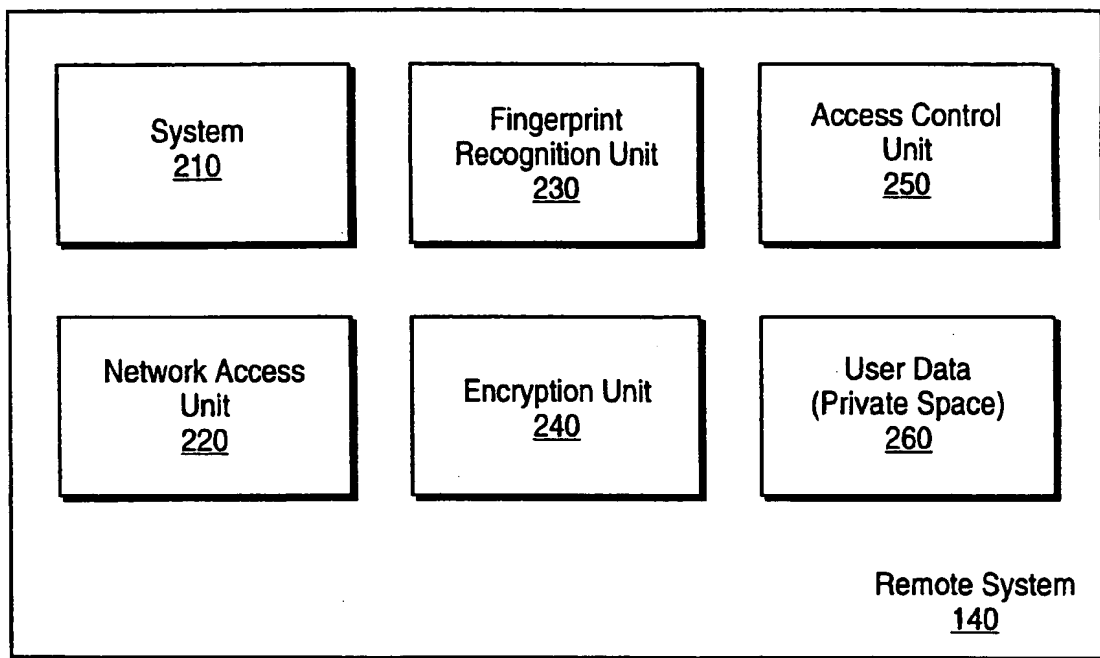 System
210
Fingerprint
Recognition Unit
230
Access Control
Unit
250
Network Access
Unit
220
Encryption Unit
240
User Data
(Private Space)
260
Remote System
140